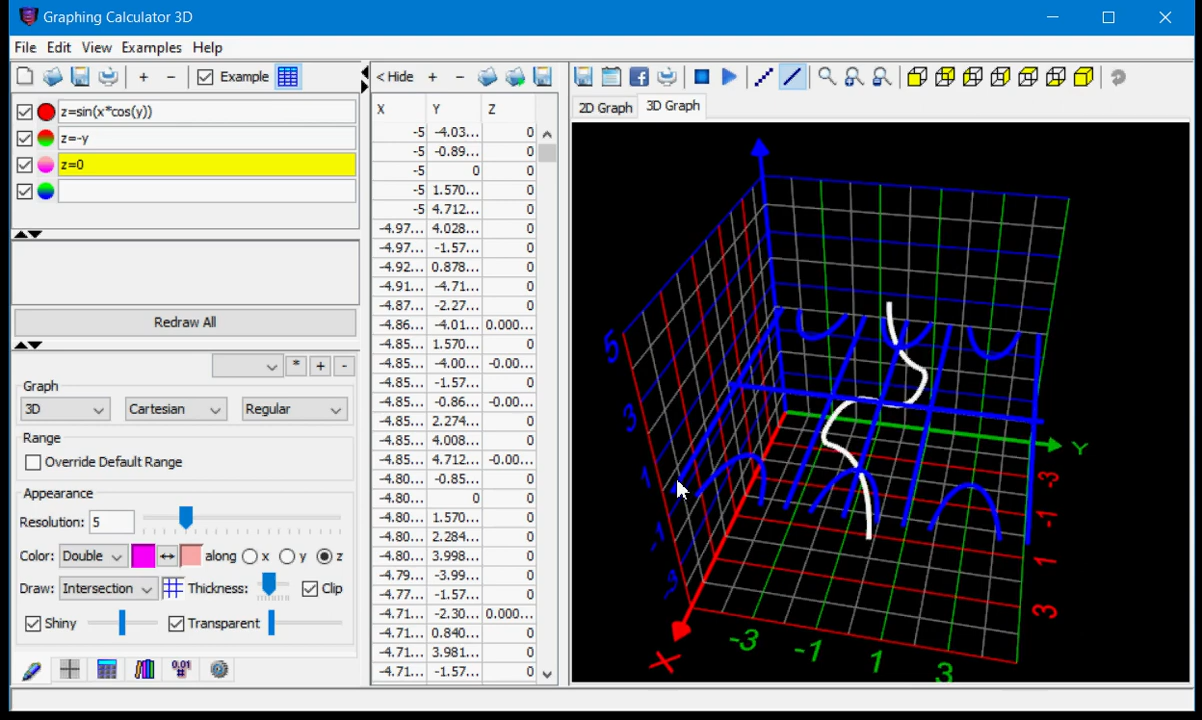 Graphing Calculator 3D
File Edit View Examples Help
Example
z=sin(x*cos(y))
z=-y
z=0
Redraw All
Graph
3D Cartesian Regular
Range
Override Default Range
Appearance
Resolution: 5
Color: Double along x y z
Draw: Intersection Thickness: Clip
Shiny Transparent
< Hide
X Y Z
-5 -4.03... 0
-5 -0.89... 0
-5 0 0
-5 1.570... 0
-5 4.712... 0
-4.97... 4.028... 0
-4.97... -1.57... 0
-4.92... 0.878... 0
-4.91... -4.71... 0
-4.87... -2.27... 0
-4.86... -4.01... 0.000...
-4.85... 1.570... 0
-4.85... -4.00... -0.00...
-4.85... -1.57... 0
-4.85... -0.86... -0.00...
-4.85... 2.274... 0
-4.85... 4.008... 0
-4.85... 4.712... -0.00...
-4.80... -0.85... 0
-4.80... 0 0
-4.80... 1.570... 0
-4.80... 2.284... 0
-4.80... 3.998... 0
-4.79... -3.99... 0
-4.77... -1.57... 0
-4.71... -2.30... 0.000...
-4.71... 0.840... 0
-4.71... 3.981... 0
-4.71... -1.57... 0
2D Graph 3D Graph
5
3
1
-1
-3
Y
-3
-1
1
3
X
-3 -1 1 3